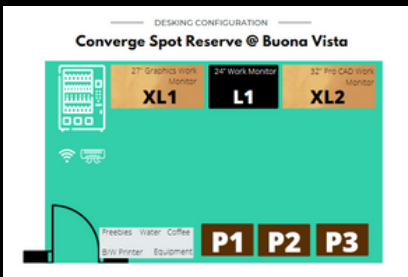 DESKING CONFIGURATION
Converge Spot Reserve @ Buona Vista
27" Graphics Work
Monitor
XL1
24" Work Monitor
L1
32" Pro CAD Work
Monitor
XL2
Freebies Water Coffee
B/W Printer Equipment
P1 P2 P3